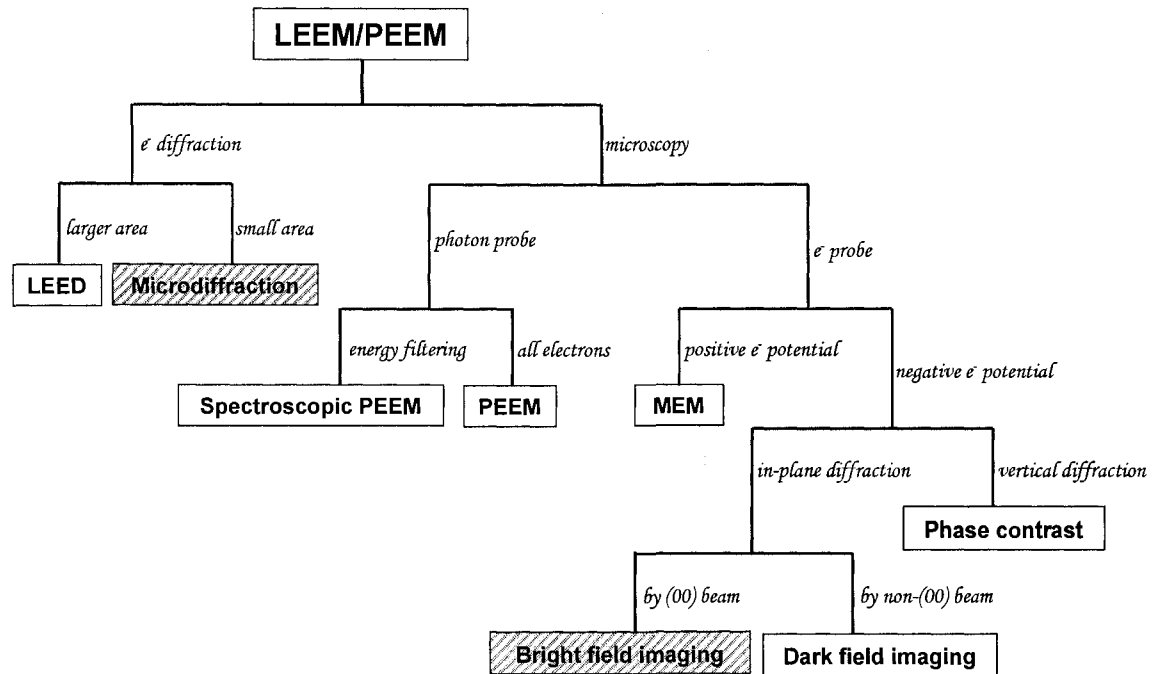 LEEM/PEEM
e⁻ diffraction
microscopy
larger area
small area
photon probe
e⁻ probe
LEED
Microdiffraction
energy filtering
all electrons
positive e⁻ potential
negative e⁻ potential
Spectroscopic PEEM
PEEM
MEM
in-plane diffraction
vertical diffraction
Phase contrast
by (00) beam
by non-(00) beam
Bright field imaging
Dark field imaging